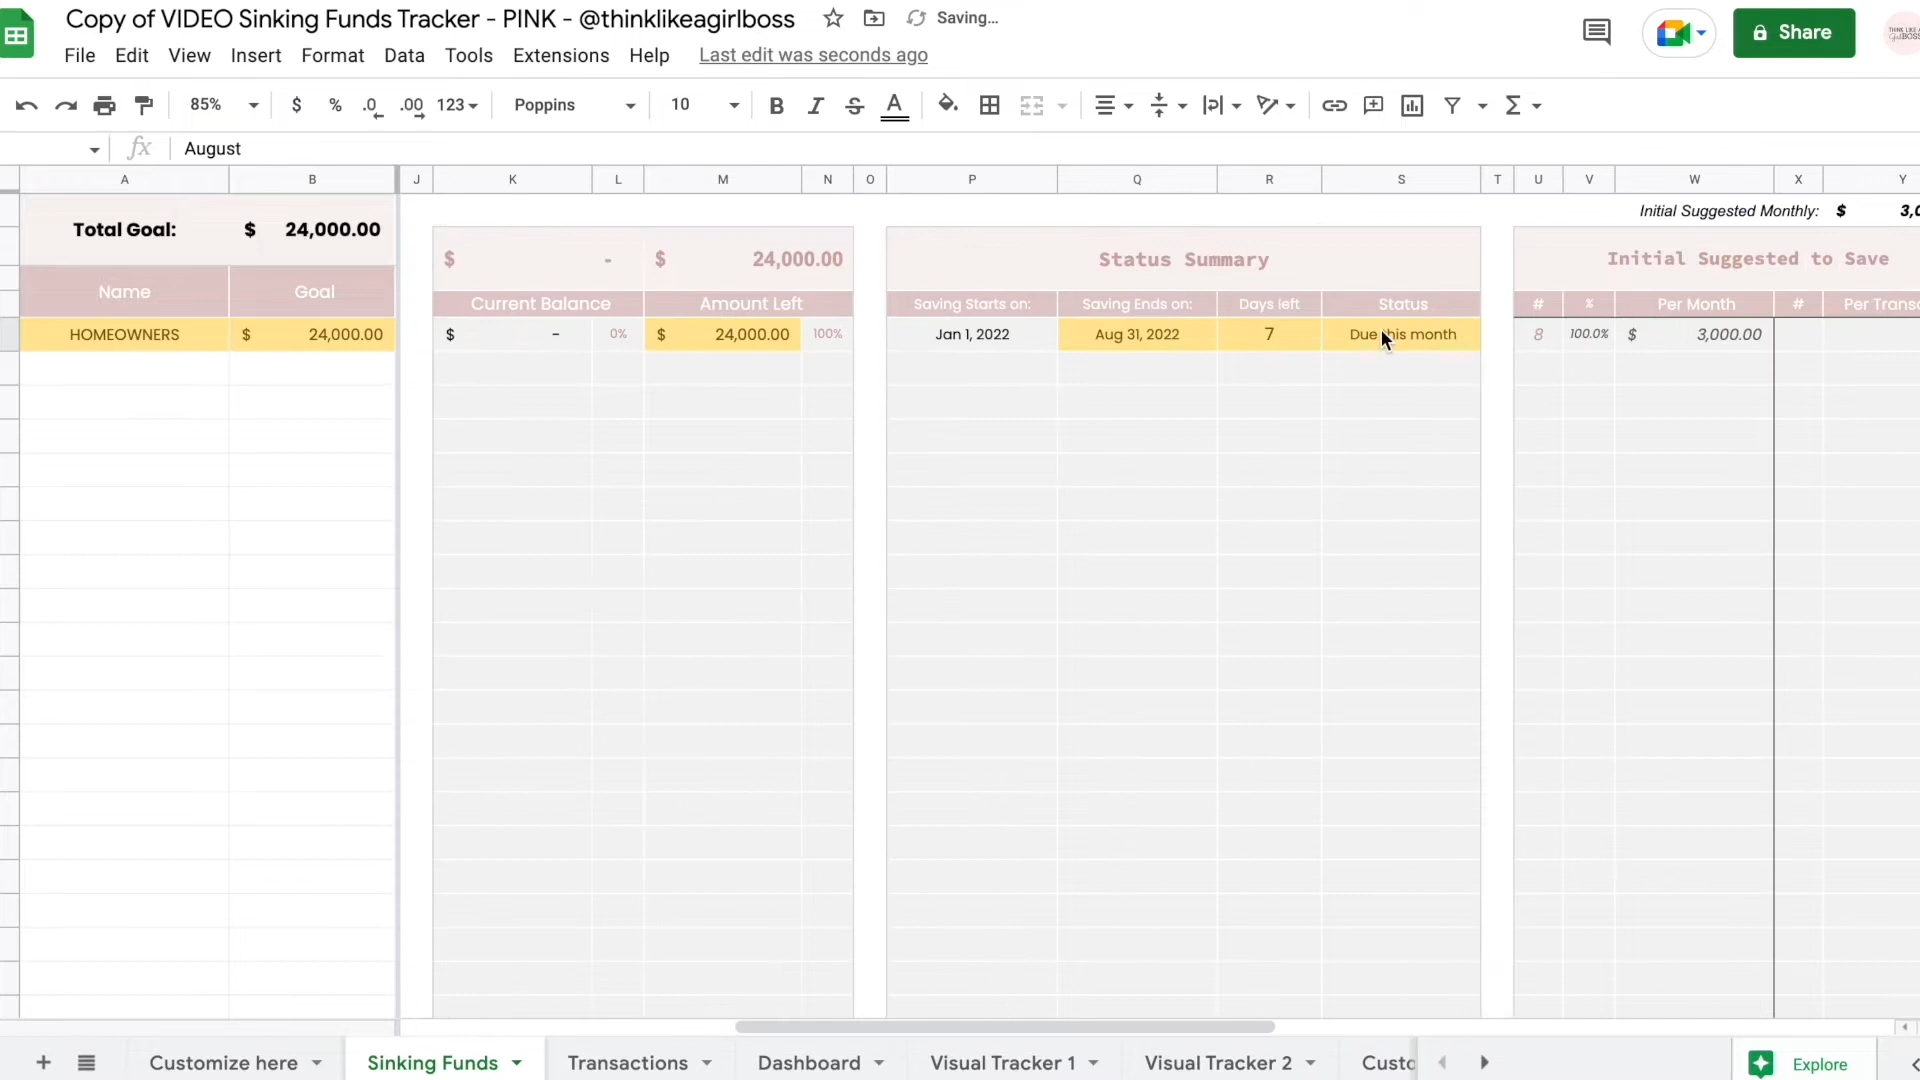 Copy of VIDEO Sinking Funds Tracker - PINK - @thinklikeagirlboss Saving...
File Edit View Insert Format Data Tools Extensions Help Last edit was seconds ago
Share
85% $ % .0 .00 123 Poppins 10 B I S A Σ
fx August
A B J K L M N O P Q R S T U V W X Y
Initial Suggested Monthly: $ 3,0
Total Goal: $ 24,000.00
$ - $ 24,000.00 Status Summary Initial Suggested to Save
Name Goal
Current Balance Amount Left Saving Starts on: Saving Ends on: Days left Status # % Per Month # Per Transa
HOMEOWNERS $ 24,000.00 $ - 0% $ 24,000.00 100% Jan 1, 2022 Aug 31, 2022 7 Due this month 8 100.0% $ 3,000.00
+ Customize here Sinking Funds Transactions Dashboard Visual Tracker 1 Visual Tracker 2 Custo Explore